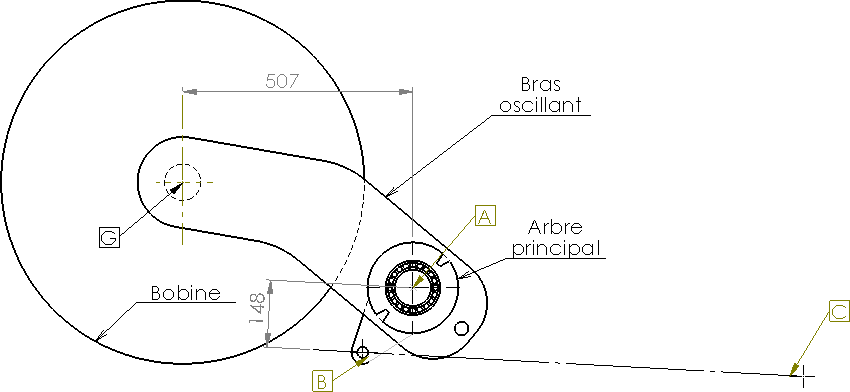 507
Bras
oscillant
A
G
Arbre
principal
Bobine
148
C
B